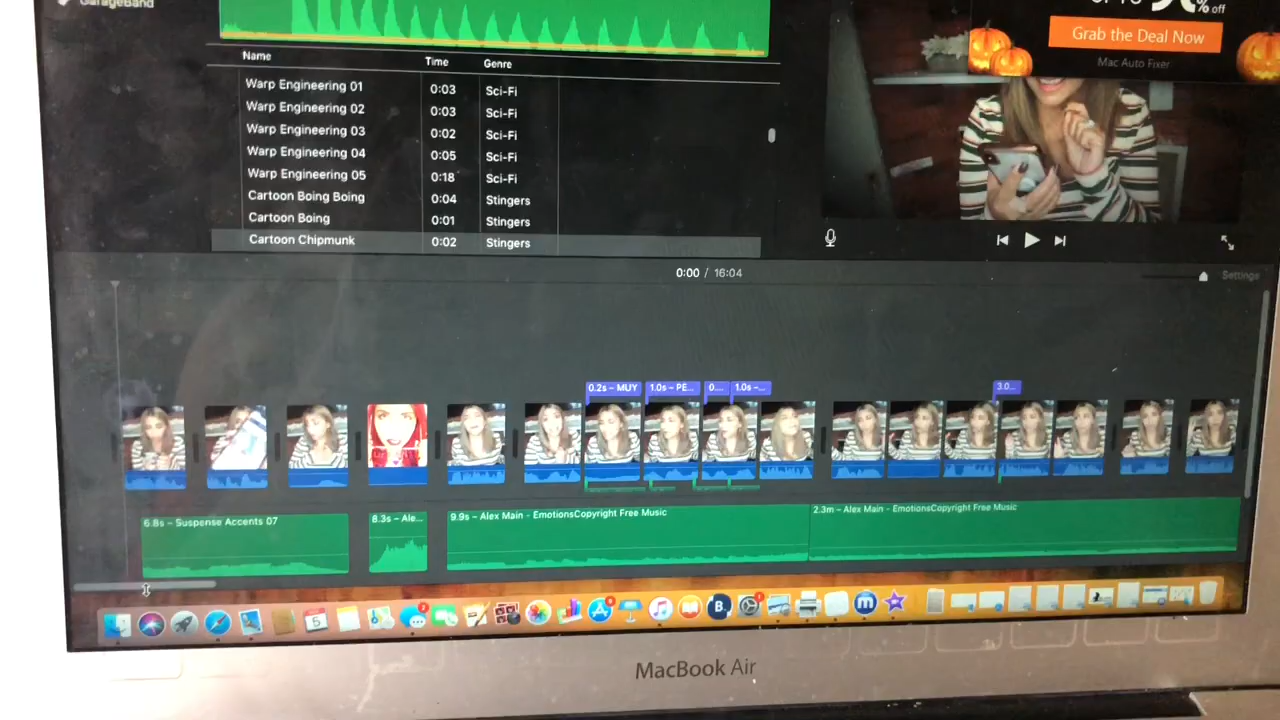 GarageBand
% off
Grab the Deal Now
Mac Auto Fixer
Name Time Genre
Warp Engineering 01 0:03 Sci-Fi
Warp Engineering 02 0:03 Sci-Fi
Warp Engineering 03 0:02 Sci-Fi
Warp Engineering 04 0:05 Sci-Fi
Warp Engineering 05 0:18 Sci-Fi
Cartoon Boing Boing 0:04 Stingers
Cartoon Boing 0:01 Stingers
Cartoon Chipmunk 0:02 Stingers
0:00 / 16:04
Settings
0.2s – MUY
1.0s – PE...
0....
1.0s –...
3.0...
6.8s – Suspense Accents 07
8.3s – Ale...
9.9s – Alex Main - EmotionsCopyright Free Music
2.3m – Alex Main - EmotionsCopyright Free Music
5
B.
m
MacBook Air